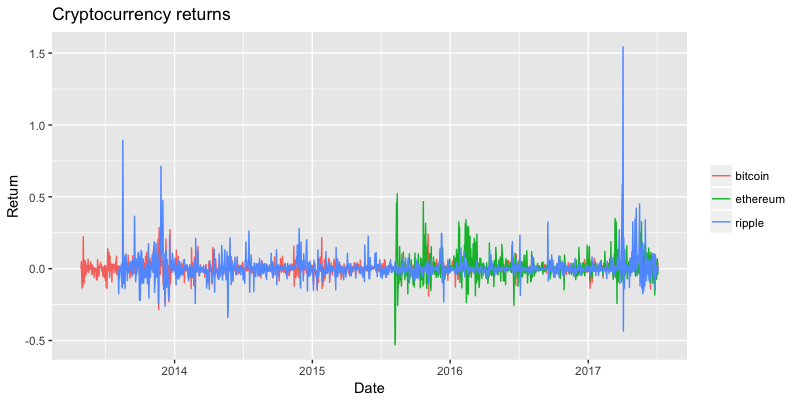 Cryptocurrency returns
1.5
1.0
0.5
0.0
-0.5
Return
2014 2015 2016 2017
Date
bitcoin
ethereum
ripple